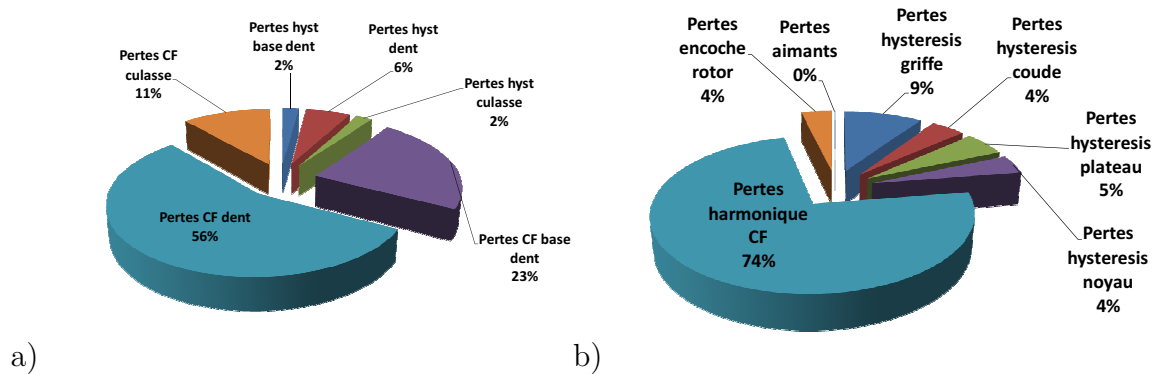 Pertes hyst
base dent
2%
Pertes hyst
dent
6%
Pertes hyst
culasse
2%
Pertes CF
culasse
11%
Pertes CF dent
56%
Pertes CF base
dent
23%
a)
Pertes
encoche
rotor
4%
Pertes
aimants
0%
Pertes
hysteresis
griffe
9%
Pertes
hysteresis
coude
4%
Pertes
hysteresis
plateau
5%
Pertes
harmonique
CF
74%
Pertes
hysteresis
noyau
4%
b)